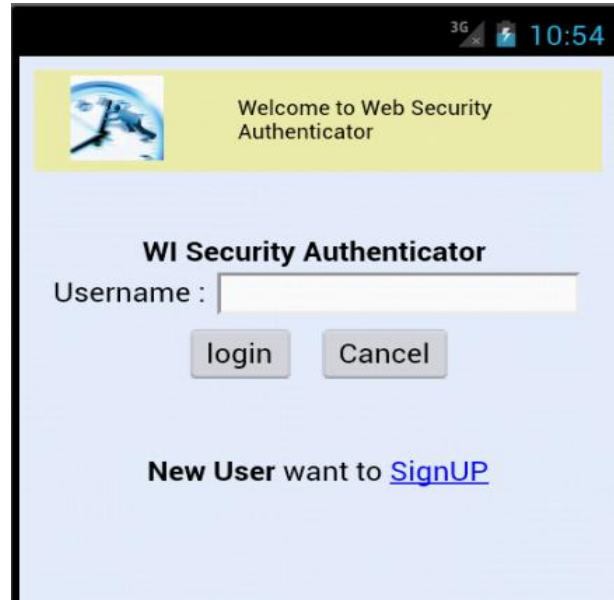 3G 10:54
Welcome to Web Security
Authenticator
WI Security Authenticator
Username :
login Cancel
New User want to SignUP